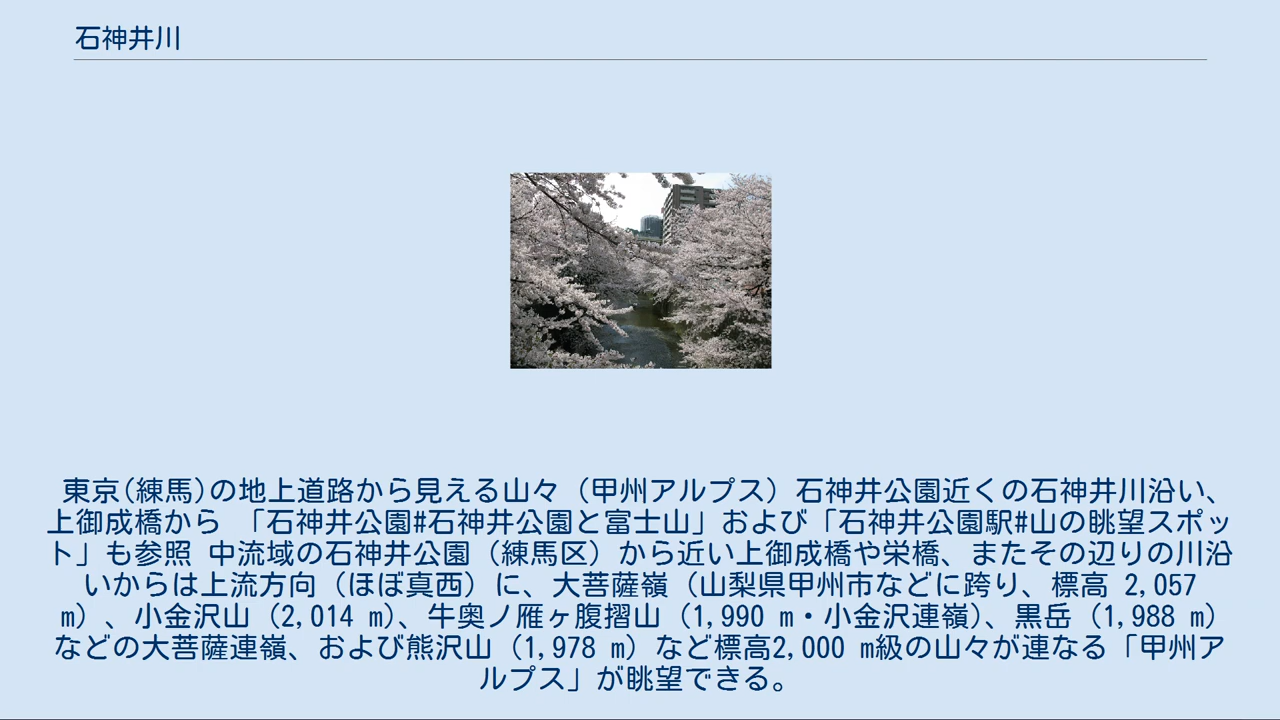 石神井川
東京(練馬)の地上道路から見える山々（甲州アルプス）石神井公園近くの石神井川沿い、
上御成橋から 「石神井公園#石神井公園と富士山」および「石神井公園駅#山の眺望スポッ
ト」も参照 中流域の石神井公園（練馬区）から近い上御成橋や栄橋、またその辺りの川沿
いからは上流方向（ほぼ真西）に、大菩薩嶺（山梨県甲州市などに跨り、標高 2,057
m）、小金沢山（2,014 m)、牛奥ノ雁ヶ腹摺山（1,990 m・小金沢連嶺)、黒岳（1,988 m）
などの大菩薩連嶺、および熊沢山（1,978 m）など標高2,000 m級の山々が連なる「甲州ア
ルプス」が眺望できる。